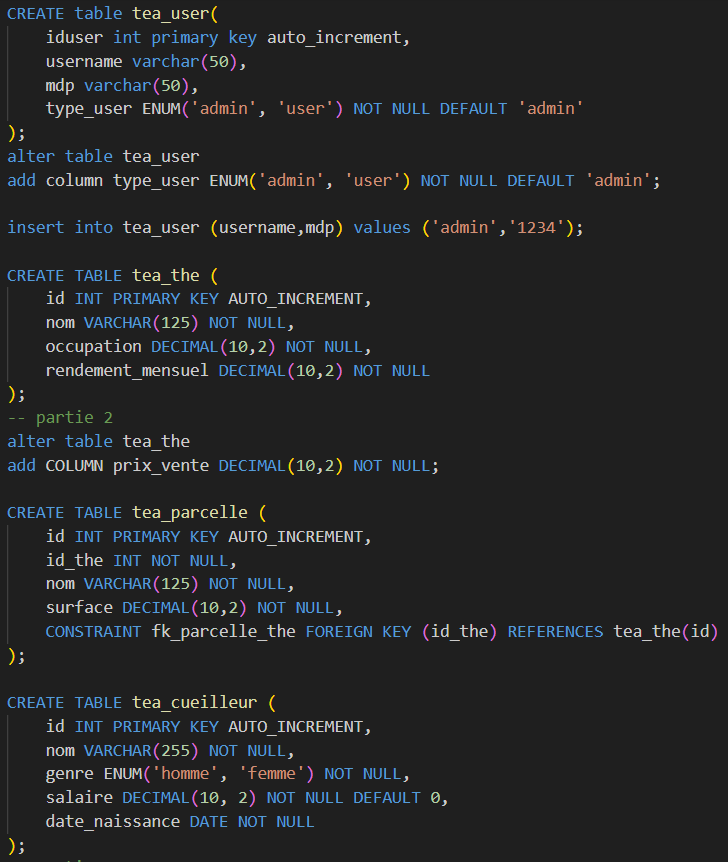 CREATE table tea_user(
    iduser int primary key auto_increment,
    username varchar(50),
    mdp varchar(50),
    type_user ENUM('admin', 'user') NOT NULL DEFAULT 'admin'
);
alter table tea_user
add column type_user ENUM('admin', 'user') NOT NULL DEFAULT 'admin';

insert into tea_user (username,mdp) values ('admin','1234');

CREATE TABLE tea_the (
    id INT PRIMARY KEY AUTO_INCREMENT,
    nom VARCHAR(125) NOT NULL,
    occupation DECIMAL(10,2) NOT NULL,
    rendement_mensuel DECIMAL(10,2) NOT NULL
);
-- partie 2
alter table tea_the
add COLUMN prix_vente DECIMAL(10,2) NOT NULL;

CREATE TABLE tea_parcelle (
    id INT PRIMARY KEY AUTO_INCREMENT,
    id_the INT NOT NULL,
    nom VARCHAR(125) NOT NULL,
    surface DECIMAL(10,2) NOT NULL,
    CONSTRAINT fk_parcelle_the FOREIGN KEY (id_the) REFERENCES tea_the(id)
);

CREATE TABLE tea_cueilleur (
    id INT PRIMARY KEY AUTO_INCREMENT,
    nom VARCHAR(255) NOT NULL,
    genre ENUM('homme', 'femme') NOT NULL,
    salaire DECIMAL(10, 2) NOT NULL DEFAULT 0,
    date_naissance DATE NOT NULL
);